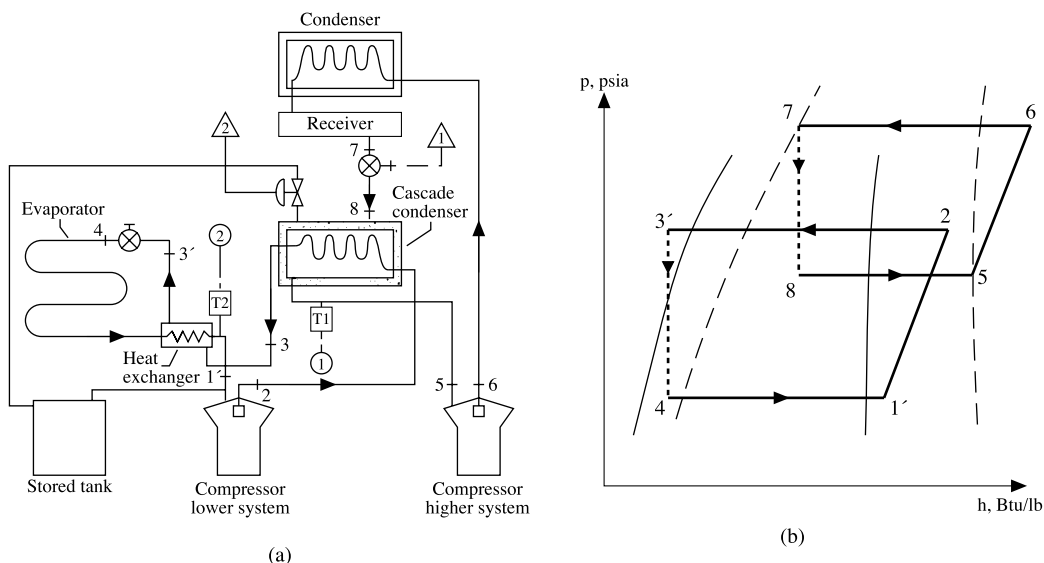 Condenser
Receiver
2
1
7
8
Cascade
condenser
Evaporator
4
3´
2
T2
T1
1
3
Heat
exchanger
1´
2
5
6
Stored tank
Compressor
lower system
Compressor
higher system
(a)
p, psia
7
6
3´
2
8
5
4
1´
h, Btu/lb
(b)